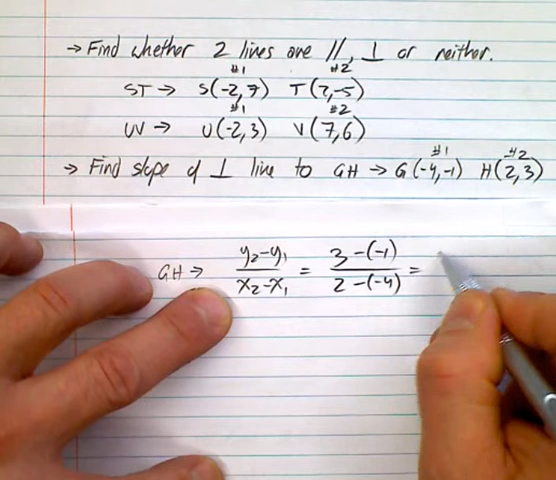 → Find whether 2 lines are //, ⊥ or neither.
#1 #2
ST → S(-2,7) T(2,-5)
#1 #2
UV → U(-2,3) V(7,6)
#1 #2
→ Find slope of ⊥ line to GH → G(-4,-1) H(2,3)
GH → y₂-y₁ / x₂-x₁ = 3-(-1) / 2-(-4) =